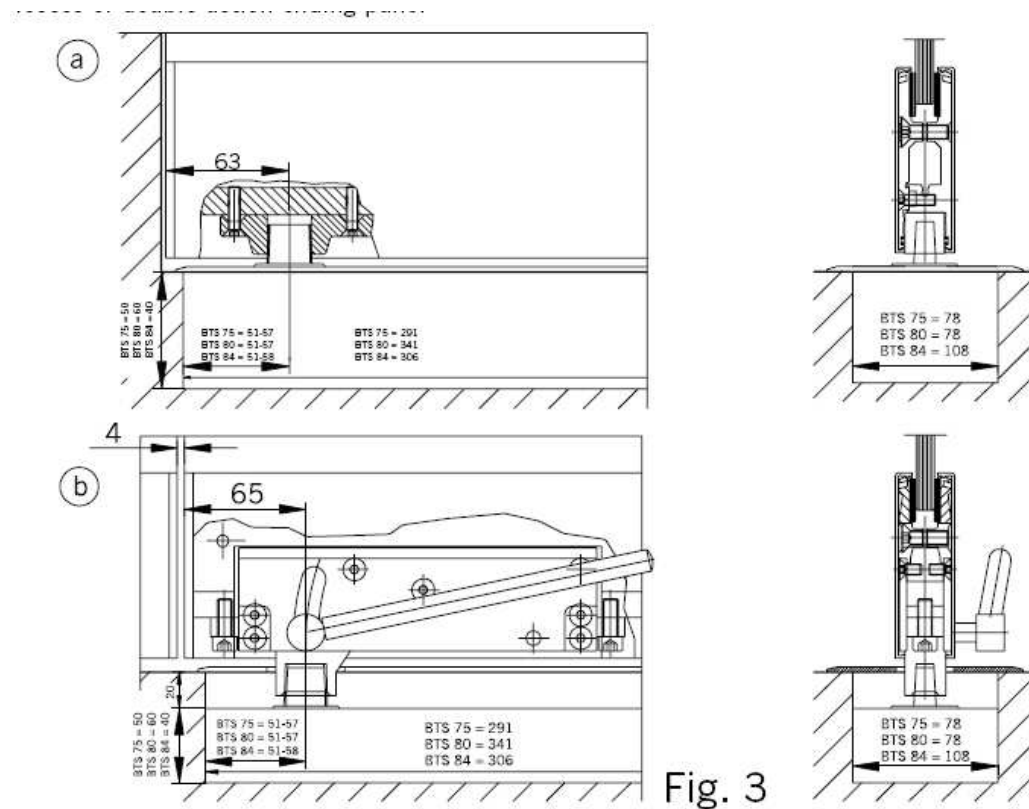 a
63
BTS 75 = 50
BTS 80 = 60
BTS 84 = 40
BTS 75 = 51-57
BTS 80 = 51-57
BTS 84 = 51-58
BTS 75 = 291
BTS 80 = 341
BTS 84 = 306
BTS 75 = 78
BTS 80 = 78
BTS 84 = 108
4
b
65
20
BTS 75 = 50
BTS 80 = 60
BTS 84 = 40
BTS 75 = 51-57
BTS 80 = 51-57
BTS 84 = 51-58
BTS 75 = 291
BTS 80 = 341
BTS 84 = 306
BTS 75 = 78
BTS 80 = 78
BTS 84 = 108
Fig. 3